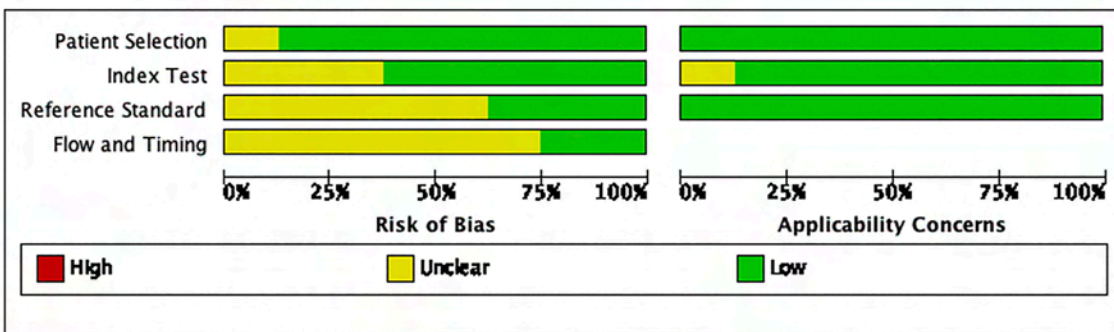 Patient Selection
Index Test
Reference Standard
Flow and Timing
0% 25% 50% 75% 100% 0% 25% 50% 75% 100%
Risk of Bias Applicability Concerns
High Unclear Low